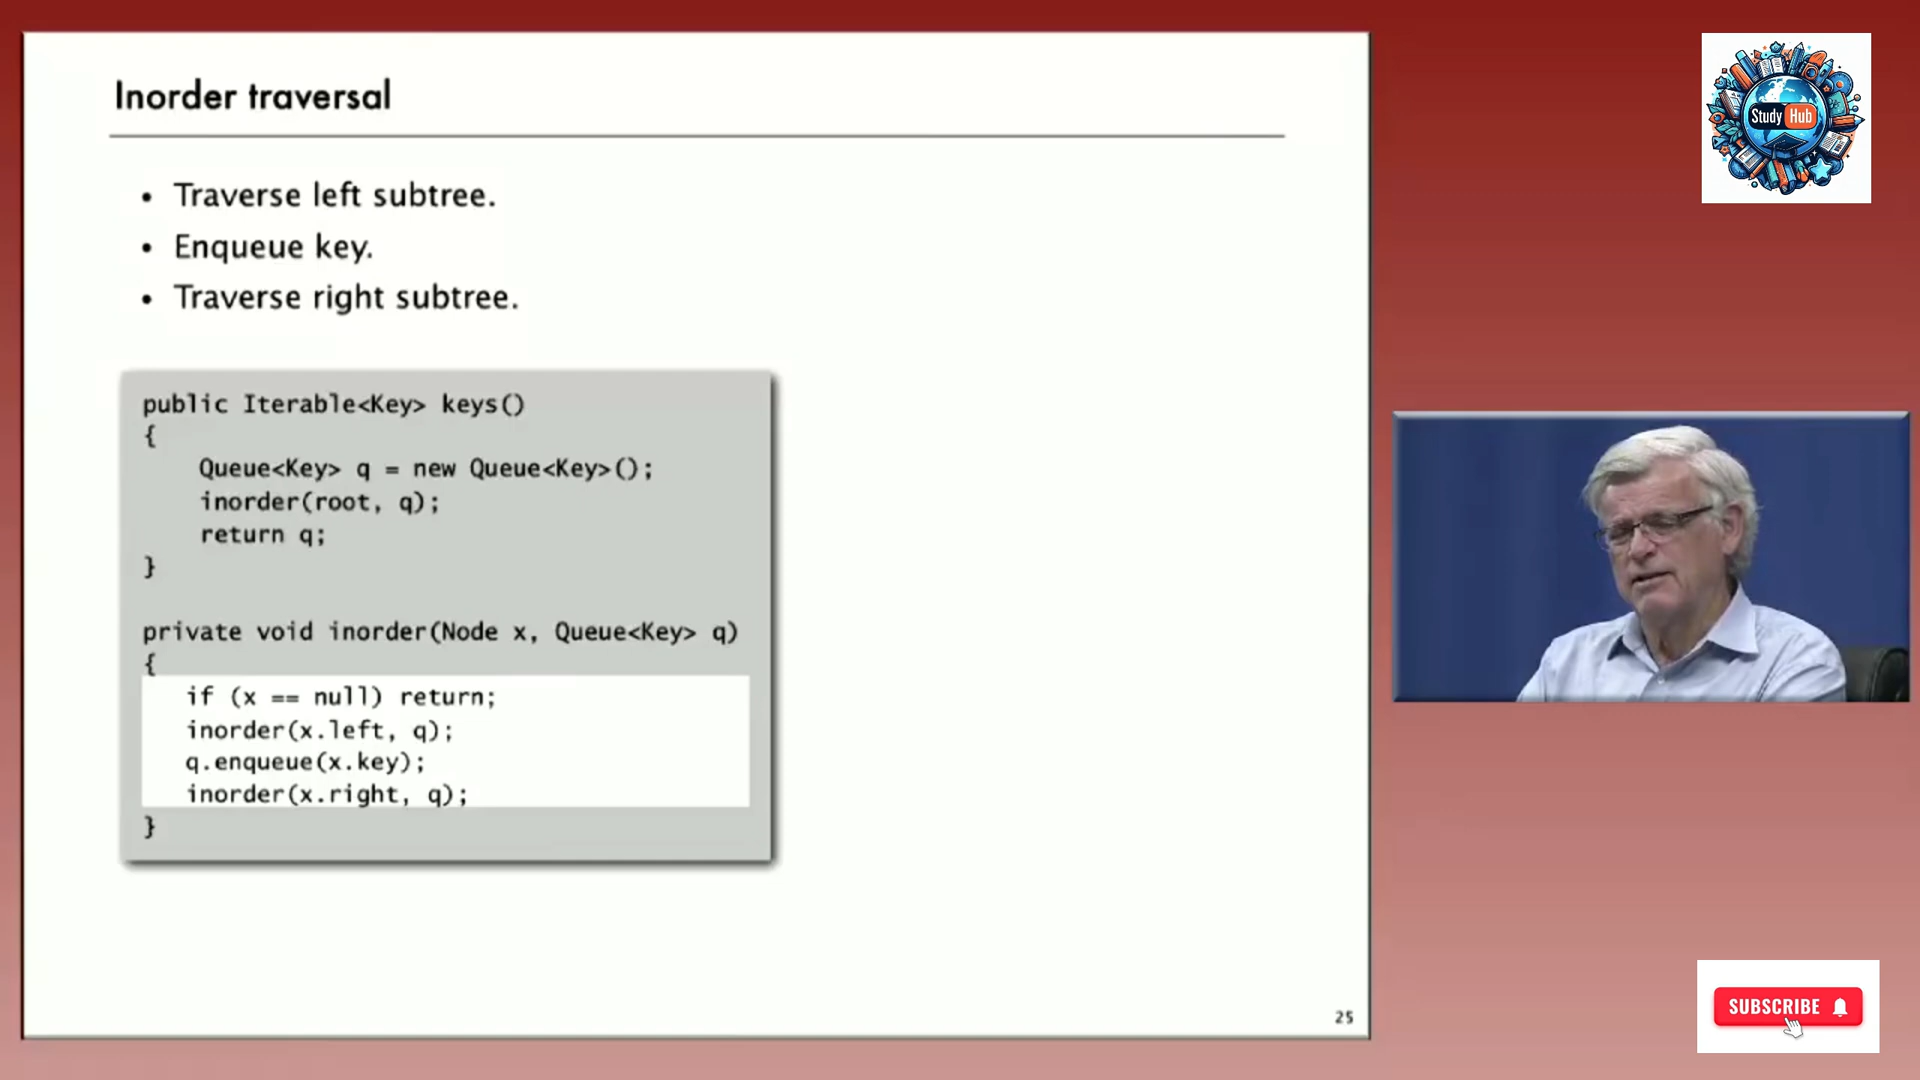 Inorder traversal
• Traverse left subtree.
• Enqueue key.
• Traverse right subtree.
public Iterable<Key> keys()
{
Queue<Key> q = new Queue<Key>();
inorder(root, q);
return q;
}
private void inorder(Node x, Queue<Key> q)
{
if (x == null) return;
inorder(x.left, q);
q.enqueue(x.key);
inorder(x.right, q);
}
25
Study Hub
SUBSCRIBE